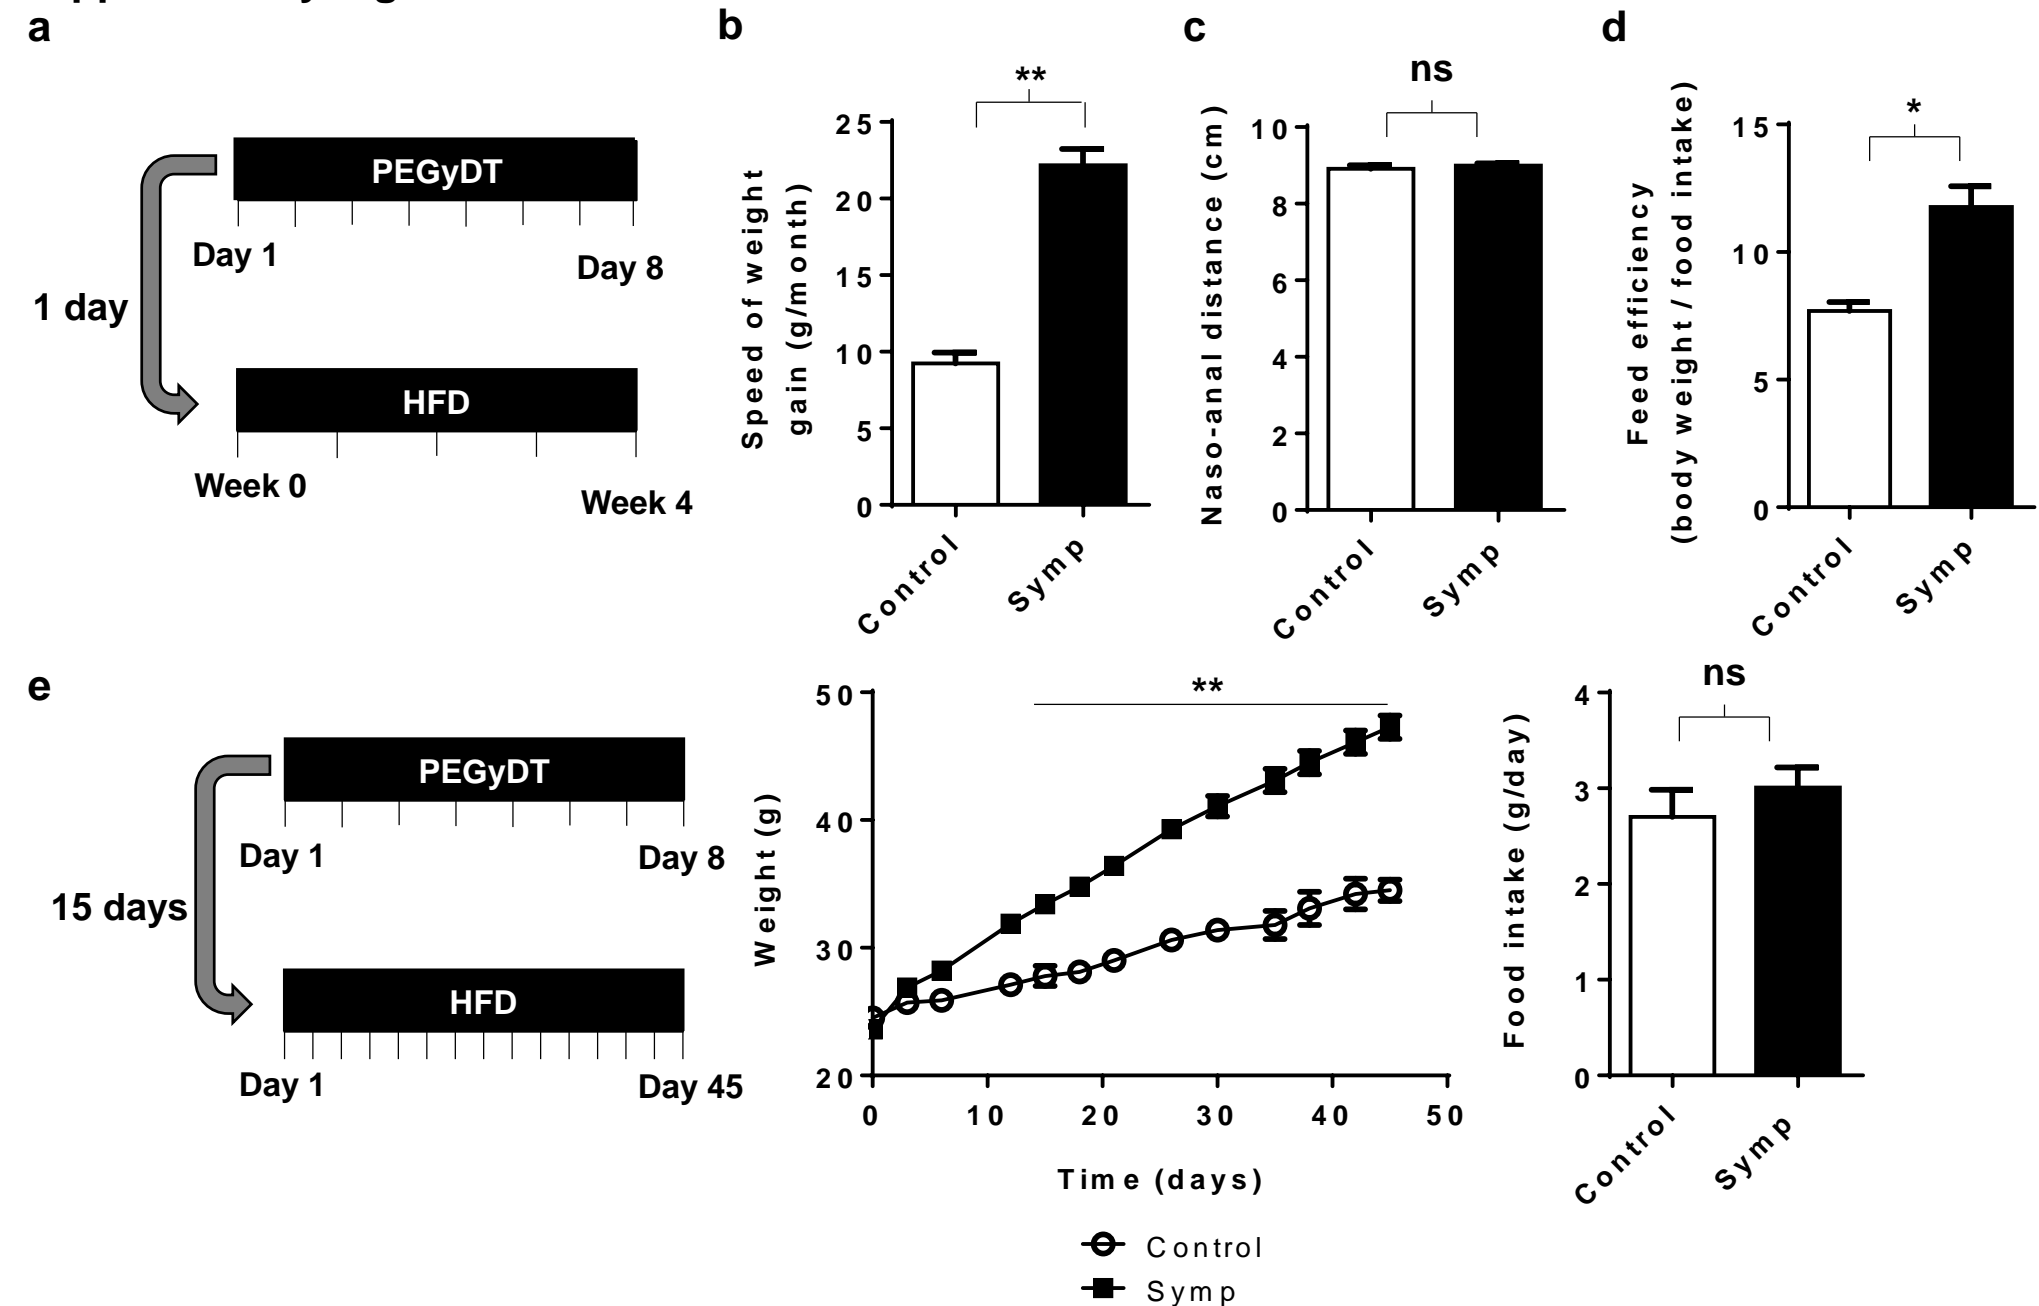 a
PEGyDT
Day 1
Day 8
1 day
HFD
Week 0
Week 4
b
**
Speed of weight
gain (g/month)
25
20
15
10
5
0
Control
Symp
c
ns
Naso-anal distance (cm)
10
8
6
4
2
0
Control
Symp
d
*
Feed efficiency
(body weight / food intake)
15
10
5
0
Control
Symp
e
PEGyDT
Day 1
Day 8
15 days
HFD
Day 1
Day 45
**
Weight (g)
50
40
30
20
0 10 20 30 40 50
Time (days)
Control
Symp
ns
Food intake (g/day)
4
3
2
1
0
Control
Symp